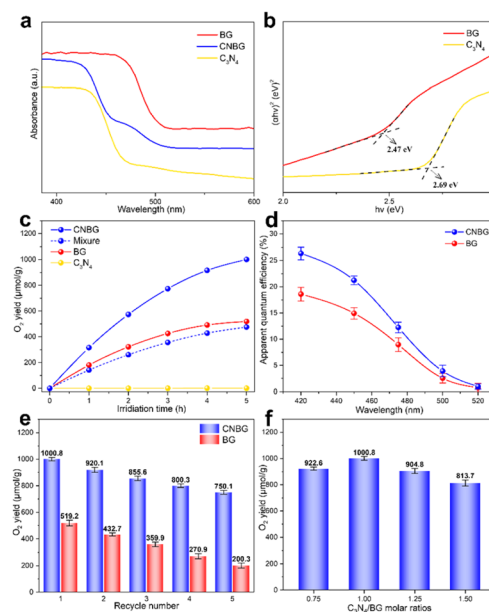 a
BG
CNBG
C3N4
Absorbance (a.u.)
400
450
500
550
600
Wavelength (nm)
b
BG
C3N4
(αhν)² (eV)²
2.47 eV
2.69 eV
2.0
2.5
3.0
hν (eV)
c
CNBG
Mixure
BG
C3N4
O2 yield (μmol/g)
1200
1000
800
600
400
200
0
0
1
2
3
4
5
Irridiation time (h)
d
CNBG
BG
Apparent quantum efficiency (%)
35
30
25
20
15
10
5
0
420
440
460
480
500
520
Wavelength (nm)
e
CNBG
BG
O2 yield (μmol/g)
1200
1000
800
600
400
200
0
1000.8
920.1
855.6
800.3
750.1
519.2
432.7
359.9
270.9
200.3
1
2
3
4
5
Recycle number
f
O2 yield (μmol/g)
1200
1000
800
600
400
200
0
922.6
1000.8
904.8
813.7
0.75
1.00
1.25
1.50
C3N4/BG molar ratios